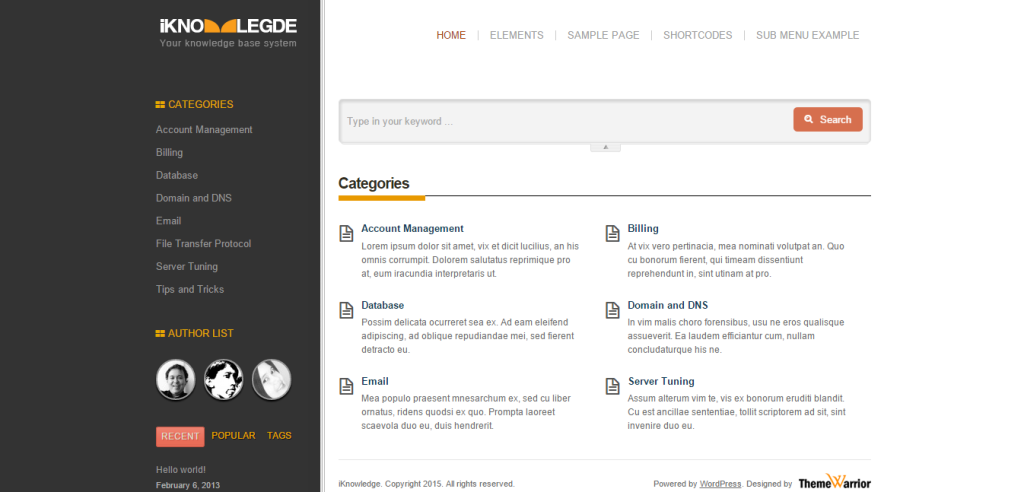 iKNOWLEGDE
Your knowledge base system
CATEGORIES
Account Management
Billing
Database
Domain and DNS
Email
File Transfer Protocol
Server Tuning
Tips and Tricks
AUTHOR LIST
RECENT POPULAR TAGS
Hello world!
February 6, 2013
HOME ELEMENTS SAMPLE PAGE SHORTCODES SUB MENU EXAMPLE
Type in your keyword ... Search
Categories
Account Management
Lorem ipsum dolor sit amet, vix et dicit lucilius, an his
omnis corrumpit. Dolorem salutatus reprimique pro
at, eum iracundia interpretaris ut.
Billing
At vix vero pertinacia, mea nominati volutpat an. Quo
cu bonorum fierent, qui timeam dissentiunt
reprehendunt in, sint utinam at pro.
Database
Possim delicata ocurreret sea ex. Ad eam eleifend
adipiscing, ad oblique repudiandae mei, sed fierent
detracto eu.
Domain and DNS
In vim malis choro forensibus, usu ne eros qualisque
assueverit. Ea laudem efficiantur cum, nullam
concludaturque his ne.
Email
Mea populo praesent mnesarchum ex, sed cu liber
ornatus, ridens quodsi ex quo. Prompta laoreet
scaevola duo eu, duis hendrerit.
Server Tuning
Assum alterum vim te, vis ex bonorum eruditi blandit.
Cu est ancillae sententiae, tollit scriptorem ad sit, sint
invenire duo eu.
iKnowledge. Copyright 2015. All rights reserved.
Powered by WordPress. Designed by ThemeWarrior